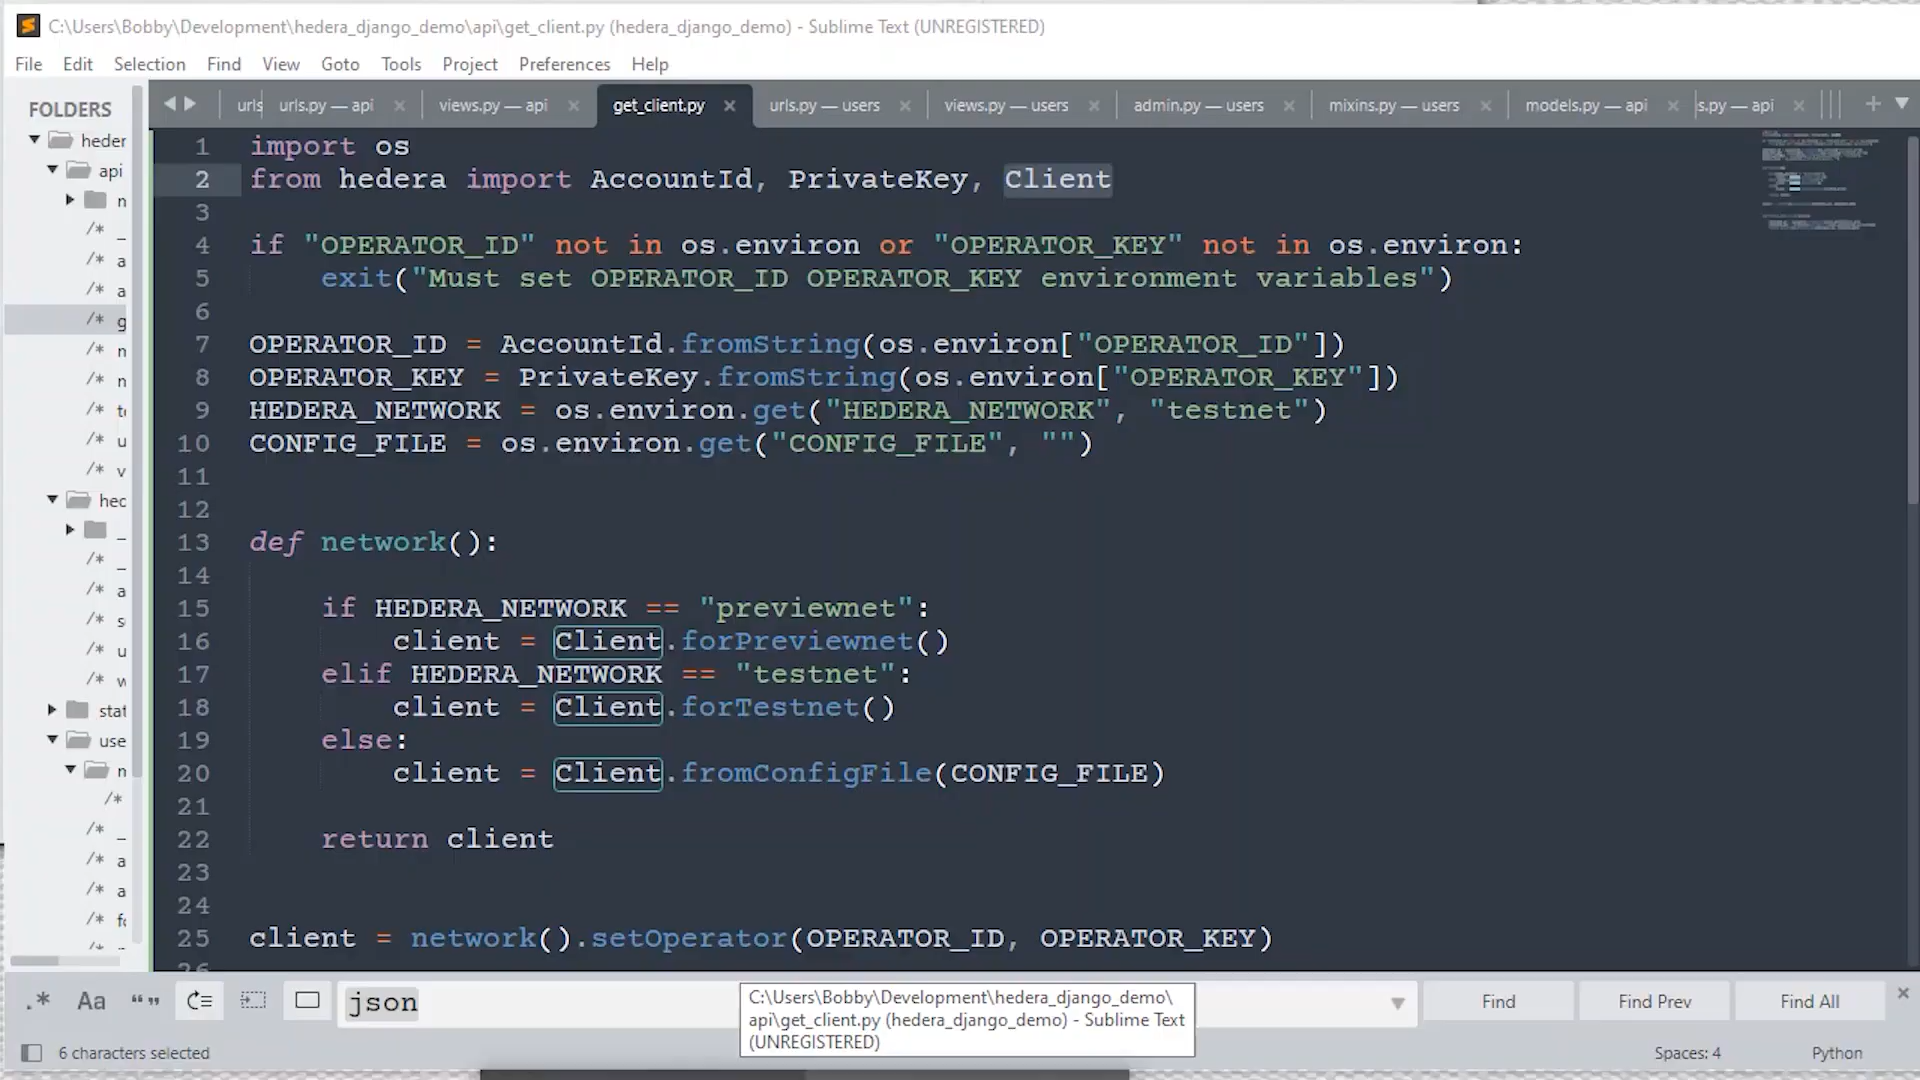 C:\Users\Bobby\Development\hedera_django_demo\api\get_client.py (hedera_django_demo) - Sublime Text (UNREGISTERED)
File Edit Selection Find View Goto Tools Project Preferences Help
urls urls.py — api views.py — api get_client.py urls.py — users views.py — users admin.py — users mixins.py — users models.py — api s.py — api
FOLDERS
heder
api
n
/* _
/* a
/* a
/* g
/* n
/* n
/* t
/* u
/* v
hec
_
/* _
/* a
/* s
/* u
/* w
stat
use
n
/*
/* _
/* a
/* a
/* fo
1 import os
2 from hedera import AccountId, PrivateKey, Client
3
4 if "OPERATOR_ID" not in os.environ or "OPERATOR_KEY" not in os.environ:
5     exit("Must set OPERATOR_ID OPERATOR_KEY environment variables")
6
7 OPERATOR_ID = AccountId.fromString(os.environ["OPERATOR_ID"])
8 OPERATOR_KEY = PrivateKey.fromString(os.environ["OPERATOR_KEY"])
9 HEDERA_NETWORK = os.environ.get("HEDERA_NETWORK", "testnet")
10 CONFIG_FILE = os.environ.get("CONFIG_FILE", "")
11
12
13 def network():
14
15     if HEDERA_NETWORK == "previewnet":
16         client = Client.forPreviewnet()
17     elif HEDERA_NETWORK == "testnet":
18         client = Client.forTestnet()
19     else:
20         client = Client.fromConfigFile(CONFIG_FILE)
21
22     return client
23
24
25 client = network().setOperator(OPERATOR_ID, OPERATOR_KEY)
26
.* Aa “” json Find Find Prev Find All
C:\Users\Bobby\Development\hedera_django_demo\
api\get_client.py (hedera_django_demo) - Sublime Text
(UNREGISTERED)
6 characters selected Spaces: 4 Python